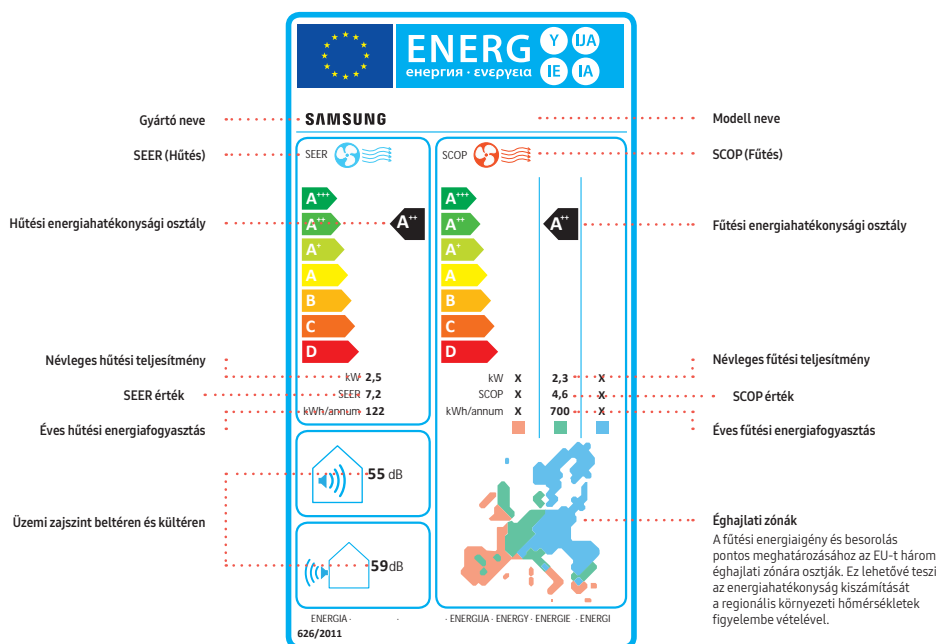 ENERG Y IJA
енергия · ενεργεια IE IA
Gyártó neve
SAMSUNG
Modell neve
SEER (Hűtés)
SEER
SCOP
SCOP (Fűtés)
Hűtési energiahatékonysági osztály
A+++
A++
A+
A
B
C
D
A++
A+++
A++
A+
A
B
C
D
A++
Fűtési energiahatékonysági osztály
Névleges hűtési teljesítmény
SEER érték
Éves hűtési energiafogyasztás
kW 2,5
SEER 7,2
kWh/annum 122
kW X 2,3 X
SCOP X 4,6 X
kWh/annum X 700 X
Névleges fűtési teljesítmény
SCOP érték
Éves fűtési energiafogyasztás
Üzemi zajszint beltéren és kültéren
55 dB
59dB
Éghajlati zónák
A fűtési energiaigény és besorolás
pontos meghatározásához az EU-t három
éghajlati zónára osztják. Ez lehetővé teszi
az energiahatékonyság kiszámítását
a regionális környezeti hőmérsékletek
figyelembe vételével.
ENERGIA · · · ENERGIJA · ENERGY · ENERGIE · ENERGI
626/2011